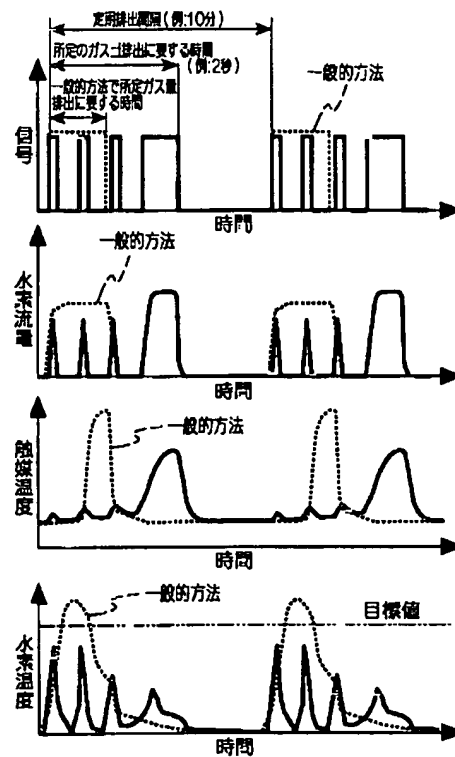 定期排出間隔(例:10分)
所定のガス量排出に要する時間
(例:2秒)
一般的方法で所定ガス量
排出に要する時間
一般的方法
信号
時間
一般的方法
水素流量
時間
一般的方法
触媒温度
時間
一般的方法
目標値
水素温度
時間